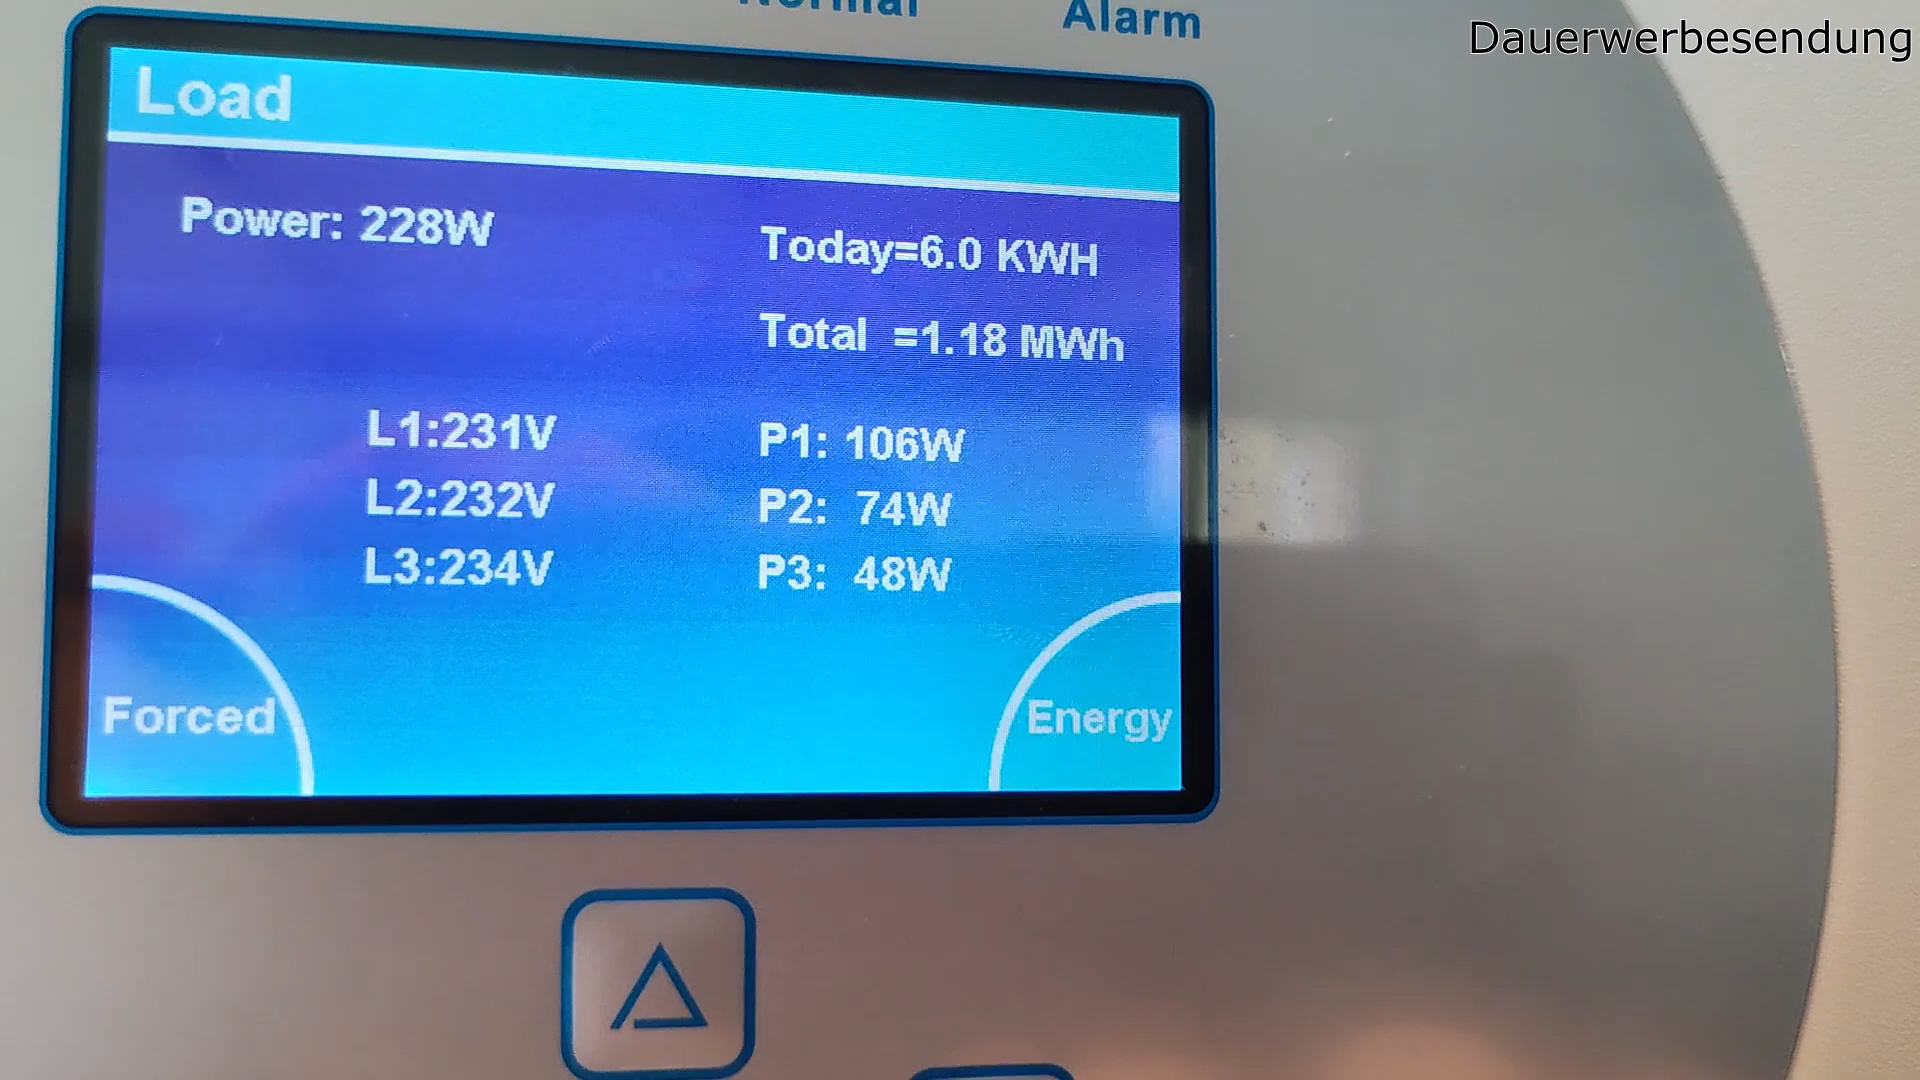 Normal Alarm
Dauerwerbesendung
Load
Power: 228W
Today=6.0 KWH
Total =1.18 MWh
L1:231V P1: 106W
L2:232V P2: 74W
L3:234V P3: 48W
Forced Energy